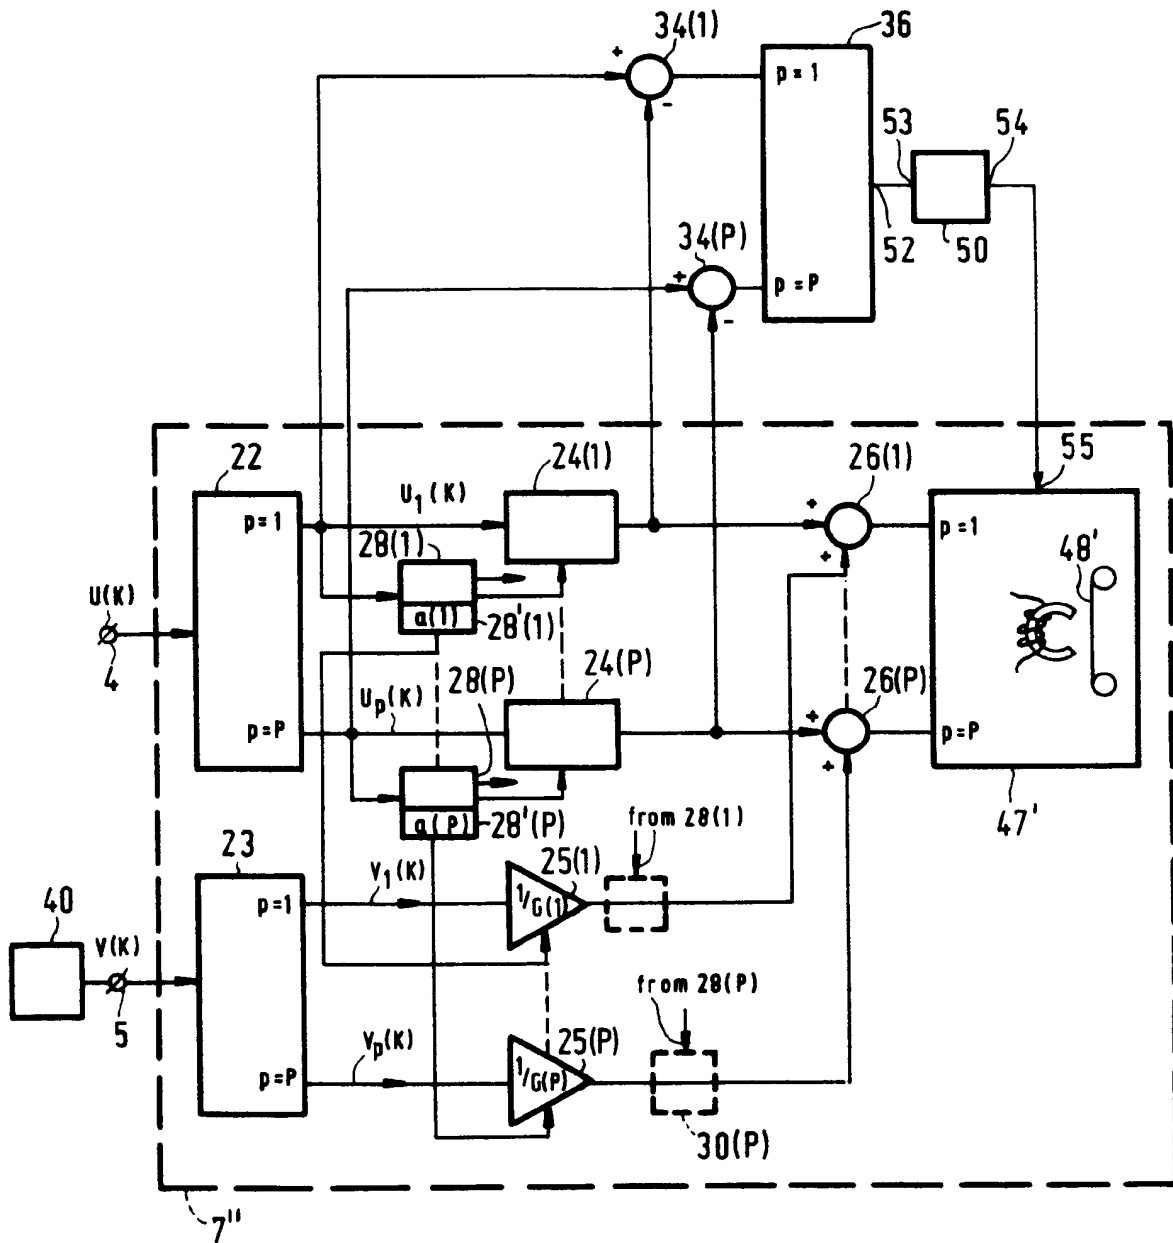 34(1)
36
+
p = 1
-
53
54
34(P)
+
52
50
p = P
-
22
24(1)
26(1)
55
p=1
U₁(K)
+
p=1
28(1)
+
48'
U(K)
a(1)
28'(1)
4
28(P)
24(P)
26(P)
p=P
Uₚ(K)
+
p=P
+
a(P)
28'(P)
from 28(1)
47'
23
V₁(K)
25(1)
40
p=1
1/G(1)
V(K)
from 28(P)
5
Vₚ(K)
25(P)
p=P
1/G(P)
30(P)
7''